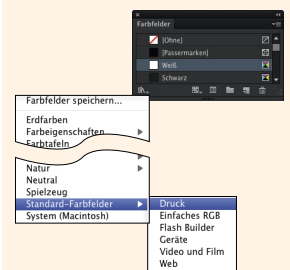 Farbfelder
[Ohne]
[Passermarken]
Weiß
Schwarz
Farbfelder speichern...
Erdfarben
Farbeigenschaften
Farbtafeln
Natur
Neutral
Spielzeug
Standard-Farbfelder
System (Macintosh)
Druck
Einfaches RGB
Flash Builder
Geräte
Video und Film
Web